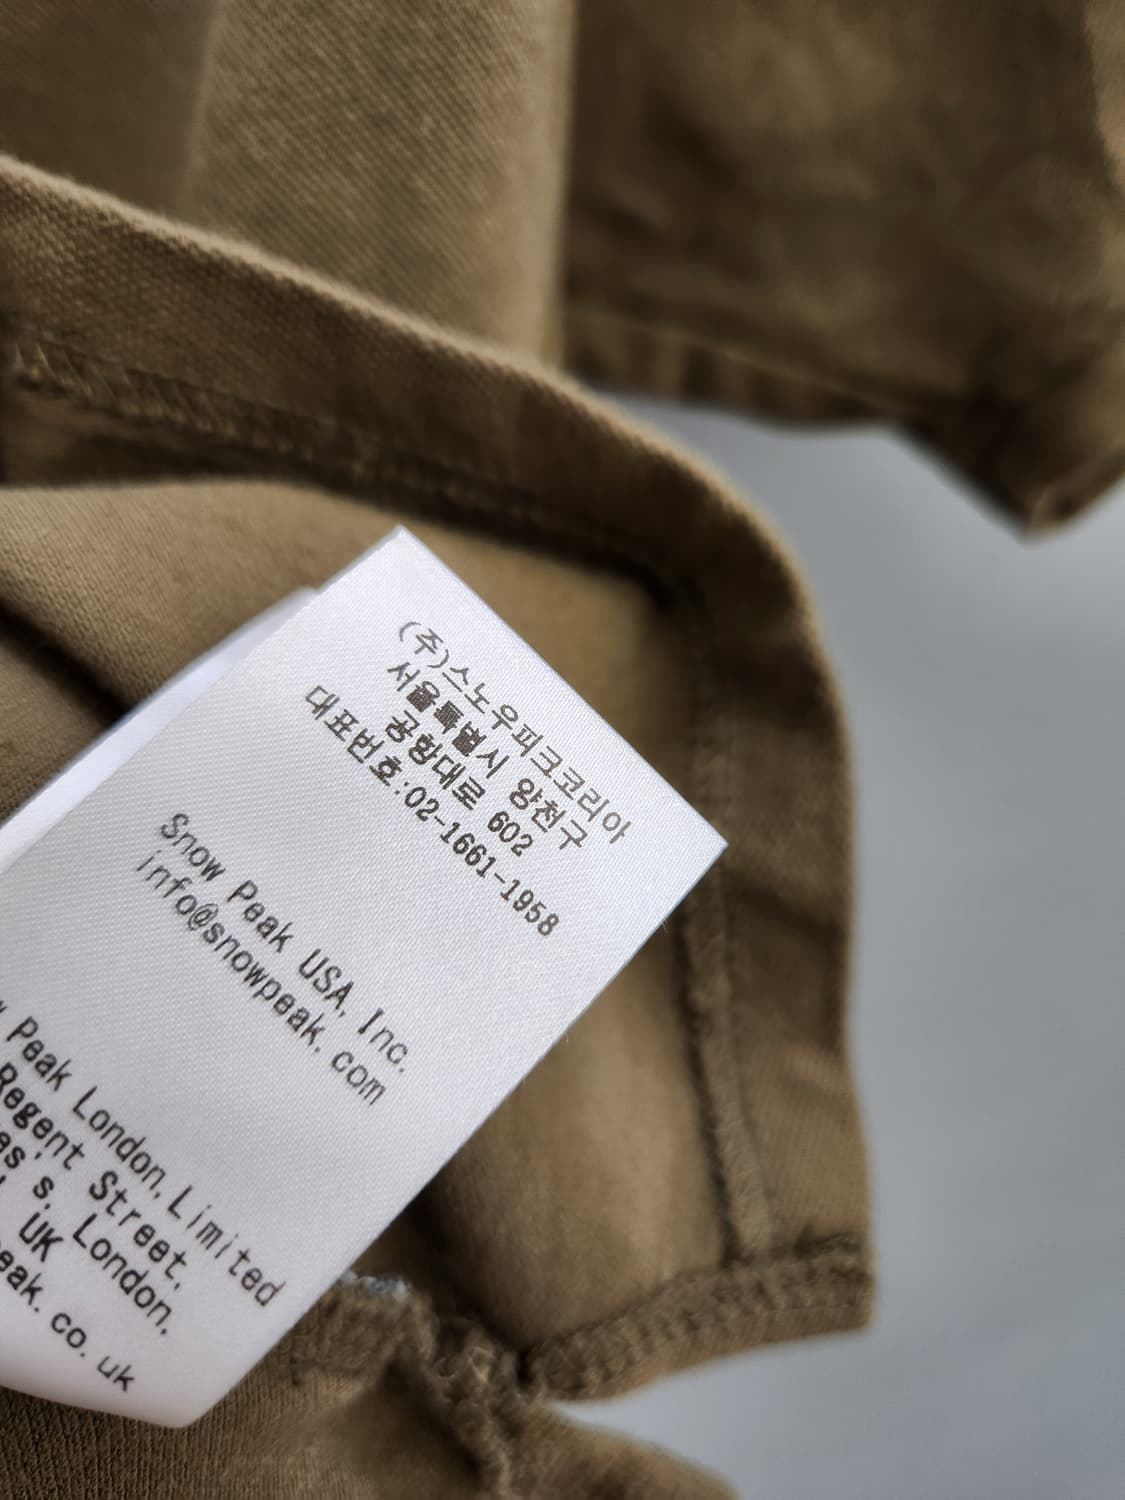 (주)스노우피크코리아
서울특별시 양천구
공항대로 602
대표번호:02-1661-1958
Snow Peak USA, Inc.
info@snowpeak.com
Peak London, Limited
Regent Street,
s, London,
UK
.co.uk